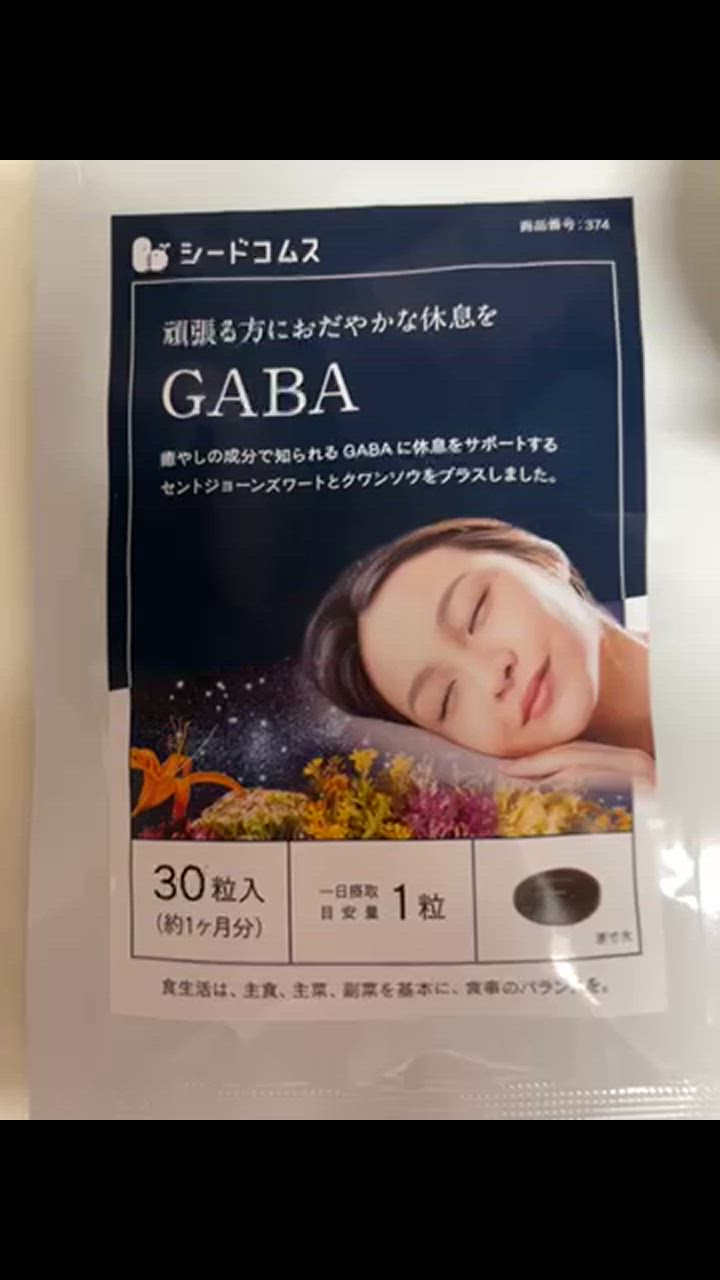 シードコムス
商品番号:374
頑張る方におだやかな休息を
GABA
癒やしの成分で知られるGABAに休息をサポートする
セントジョーンズワートとクワンソウをプラスしました。
30粒入
(約1ヶ月分)
一日摂取
目安量
1粒
原寸大
食生活は、主食、主菜、副菜を基本に、食事のバランスを。